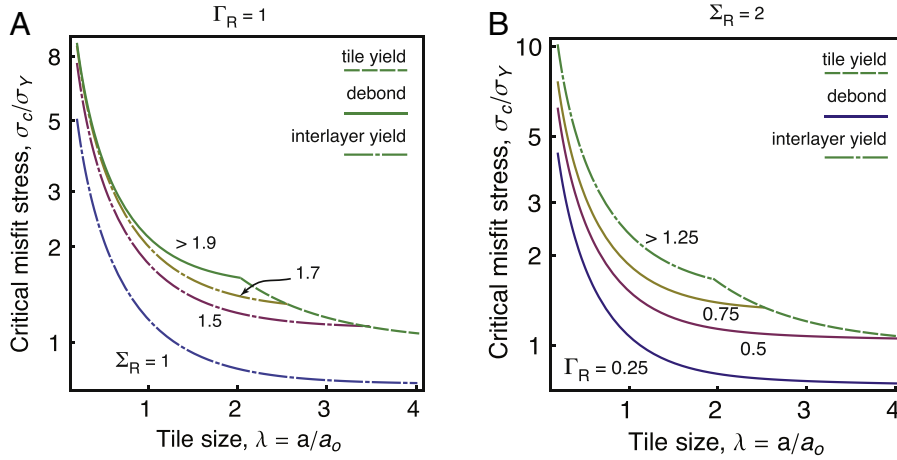 A
Γ_R = 1
Critical misfit stress, σ_c/σ_Y
8
5
3
2
1
tile yield
debond
interlayer yield
> 1.9
1.7
1.5
Σ_R = 1
1 2 3 4
Tile size, λ = a/a_o
B
Σ_R = 2
Critical misfit stress, σ_c/σ_Y
10
5
3
2
1
tile yield
debond
interlayer yield
> 1.25
0.75
0.5
Γ_R = 0.25
1 2 3 4
Tile size, λ = a/a_o